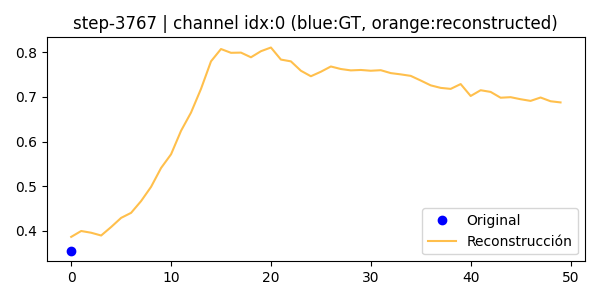 step-3767 | channel idx:0 (blue:GT, orange:reconstructed)
0.8
0.7
0.6
0.5
0.4
Original
Reconstrucción
0 10 20 30 40 50